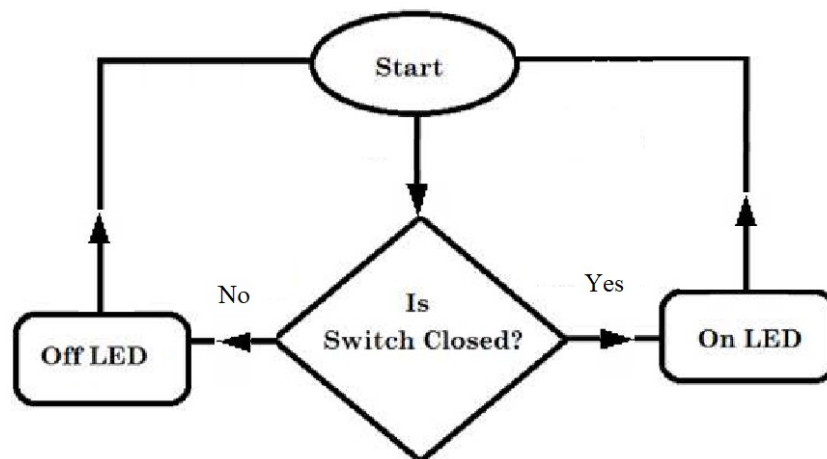 Start
Is
Switch Closed?
No
Yes
Off LED
On LED